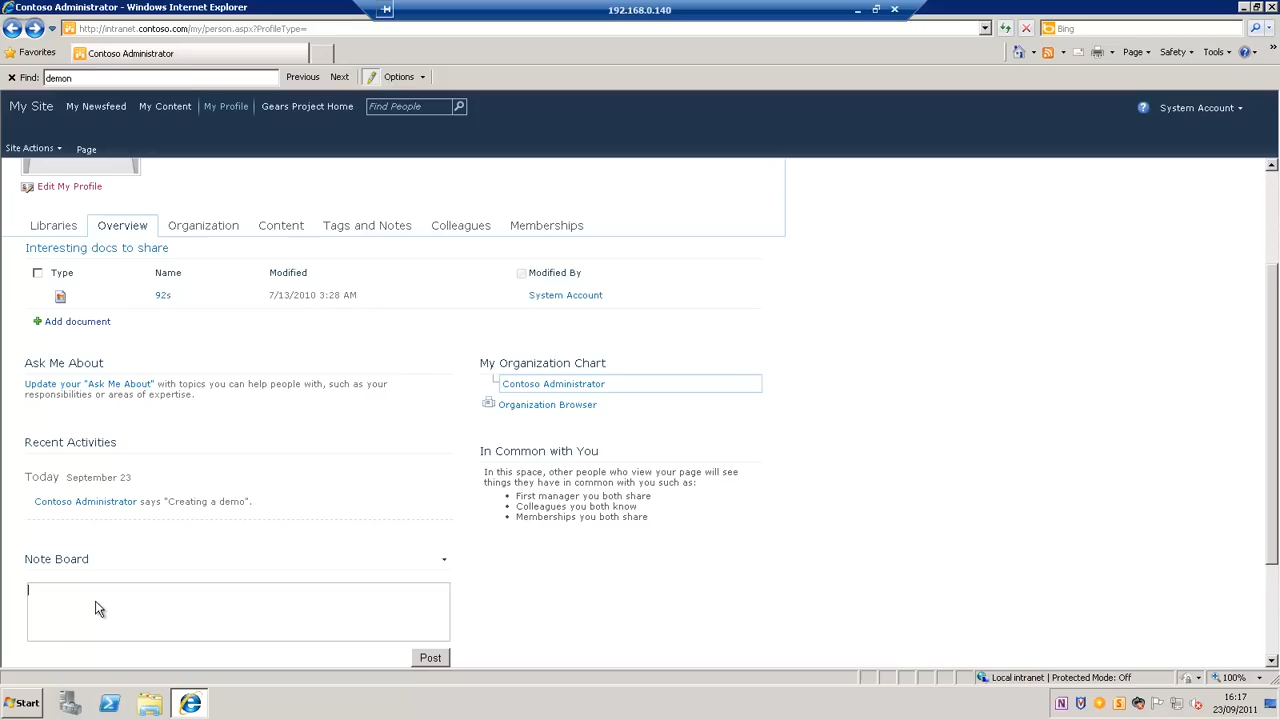 Contoso Administrator - Windows Internet Explorer
192.168.0.140
http://intranet.contoso.com/my/person.aspx?ProfileType=
Bing
Favorites
Contoso Administrator
Page
Safety
Tools
Find: demon
Previous
Next
Options
My Site
My Newsfeed
My Content
My Profile
Gears Project Home
Find People
System Account
Site Actions
Page
Edit My Profile
Libraries
Overview
Organization
Content
Tags and Notes
Colleagues
Memberships
Interesting docs to share
Type
Name
Modified
Modified By
92s
7/13/2010 3:28 AM
System Account
Add document
Ask Me About
Update your "Ask Me About" with topics you can help people with, such as your
responsibilities or areas of expertise.
My Organization Chart
Contoso Administrator
Organization Browser
Recent Activities
Today September 23
Contoso Administrator says "Creating a demo".
In Common with You
In this space, other people who view your page will see
things they have in common with you such as:
• First manager you both share
• Colleagues you both know
• Memberships you both share
Note Board
Post
Local intranet | Protected Mode: Off
100%
Start
16:17
23/09/2011